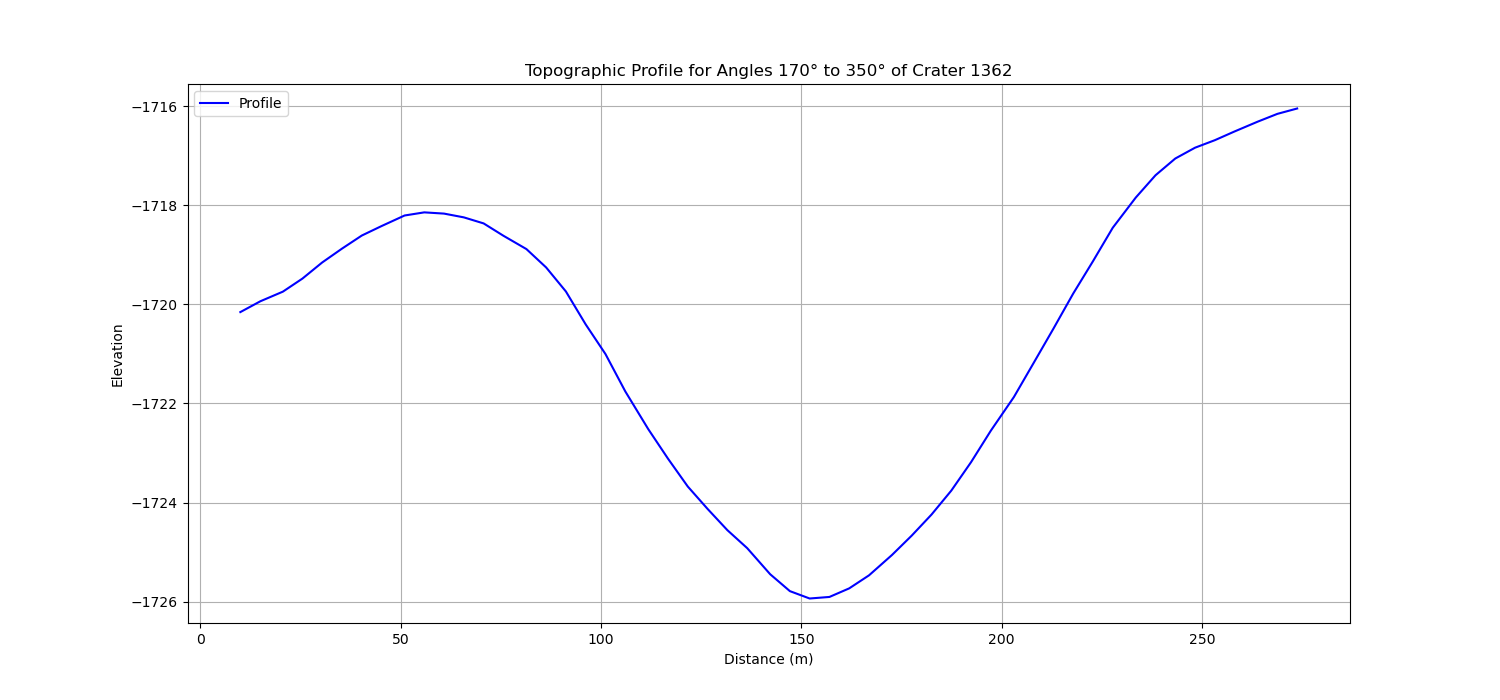 Topographic Profile for Angles 170° to 350° of Crater 1362
Profile
−1716
−1718
−1720
−1722
−1724
−1726
Elevation
0 50 100 150 200 250
Distance (m)